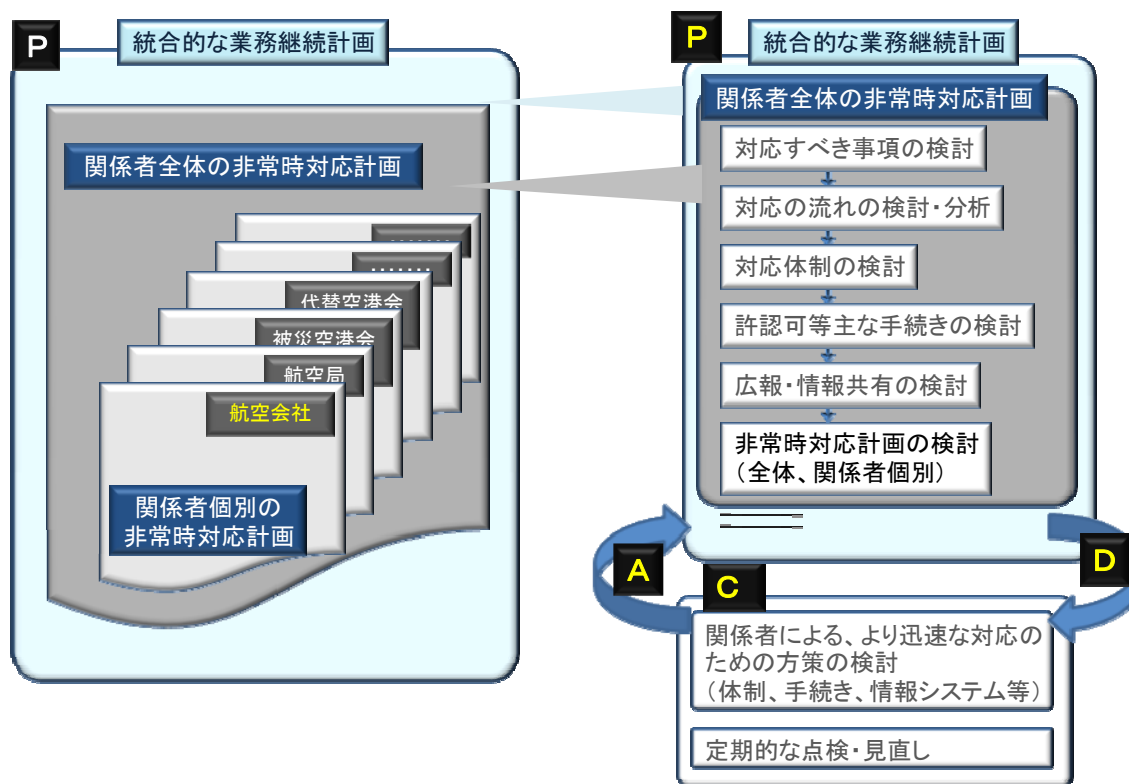 P
統合的な業務継続計画
関係者全体の非常時対応計画
.......
.......
代替空港会
被災空港会
航空局
航空会社
関係者個別の
非常時対応計画
P
統合的な業務継続計画
関係者全体の非常時対応計画
対応すべき事項の検討
対応の流れの検討・分析
対応体制の検討
許認可等主な手続きの検討
広報・情報共有の検討
非常時対応計画の検討
（全体、関係者個別）
A
C
D
関係者による、より迅速な対応の
ための方策の検討
（体制、手続き、情報システム等）
定期的な点検・見直し